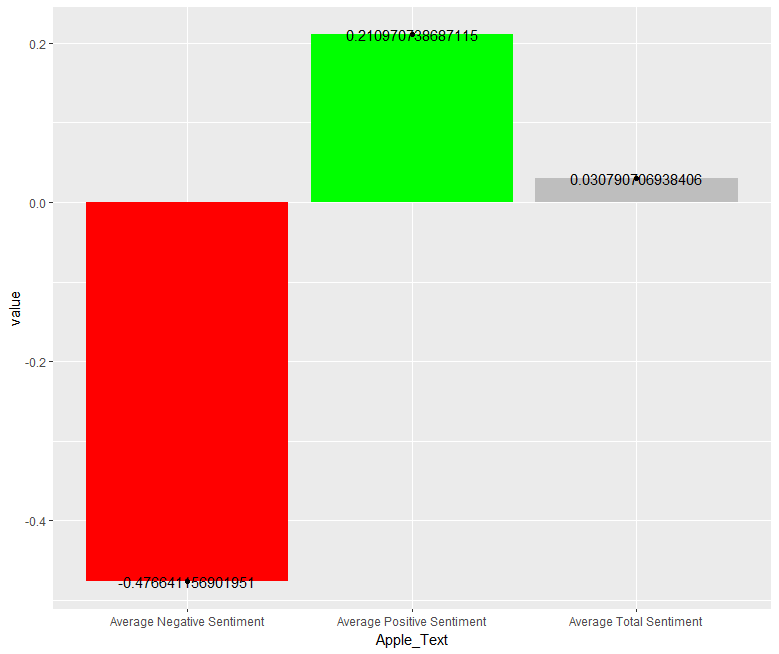 0.2
0.0
-0.2
-0.4
value
0.210970738687115
0.030790706938406
-0.476641156901951
Average Negative Sentiment
Average Positive Sentiment
Average Total Sentiment
Apple_Text